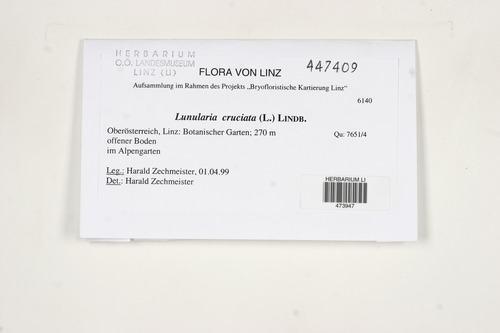 HERBARIUM
O.Ö. LANDESMUSEUM
LINZ (LI)
FLORA VON LINZ
447409
Aufsammlung im Rahmen des Projekts „Bryofloristische Kartierung Linz“
6140
Lunularia cruciata (L.) LINDB.
Oberösterreich, Linz: Botanischer Garten; 270 m
Qu: 7651/4
offener Boden
im Alpengarten
Leg.: Harald Zechmeister, 01.04.99
Det.: Harald Zechmeister
HERBARIUM LI
473947